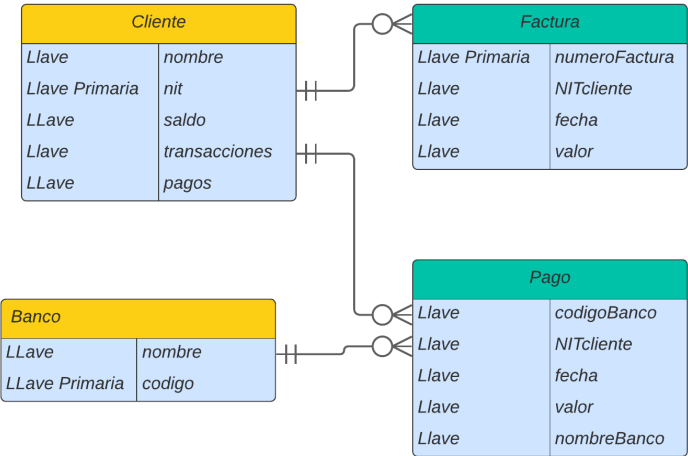 Cliente
Llave nombre
Llave Primaria nit
LLave saldo
Llave transacciones
LLave pagos
Factura
Llave Primaria numeroFactura
Llave NITcliente
Llave fecha
Llave valor
Banco
LLave nombre
LLave Primaria codigo
Pago
Llave codigoBanco
Llave NITcliente
Llave fecha
Llave valor
Llave nombreBanco